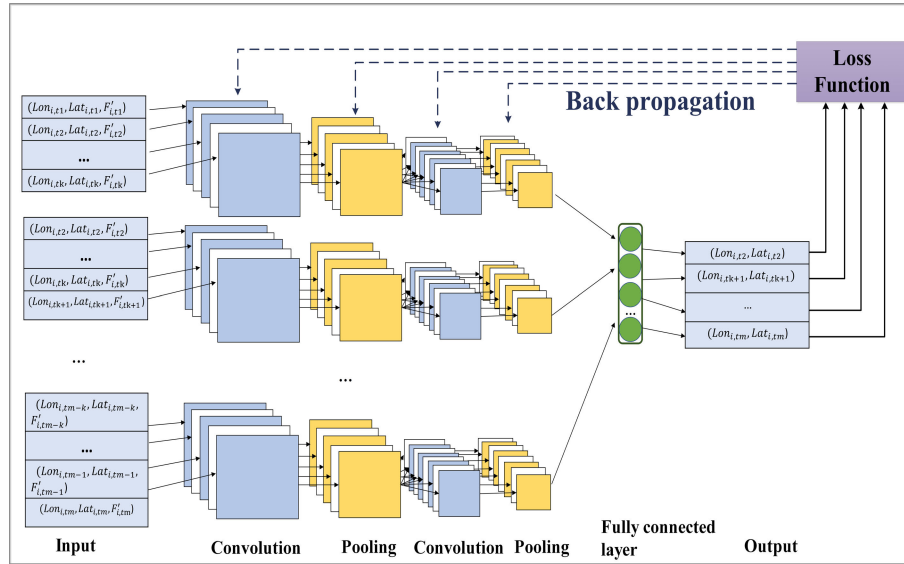 Loss
Function
Back propagation
(Lon_{i,t1}, Lat_{i,t1}, F'_{i,t1})
(Lon_{i,t2}, Lat_{i,t2}, F'_{i,t2})
...
(Lon_{i,tk}, Lat_{i,tk}, F'_{i,tk})
(Lon_{i,t2}, Lat_{i,t2}, F'_{i,t2})
...
(Lon_{i,tk}, Lat_{i,tk}, F'_{i,tk})
(Lon_{i,tk+1}, Lat_{i,tk+1}, F'_{i,tk+1})
...
(Lon_{i,tm-k}, Lat_{i,tm-k},
F'_{i,tm-k})
...
(Lon_{i,tm-1}, Lat_{i,tm-1},
F'_{i,tm-1})
(Lon_{i,tm}, Lat_{i,tm}, F'_{i,tm})
...
...
(Lon_{i,t2}, Lat_{i,t2})
(Lon_{i,tk+1}, Lat_{i,tk+1})
...
(Lon_{i,tm}, Lat_{i,tm})
Input
Convolution
Pooling
Convolution
Pooling
Fully connected
layer
Output